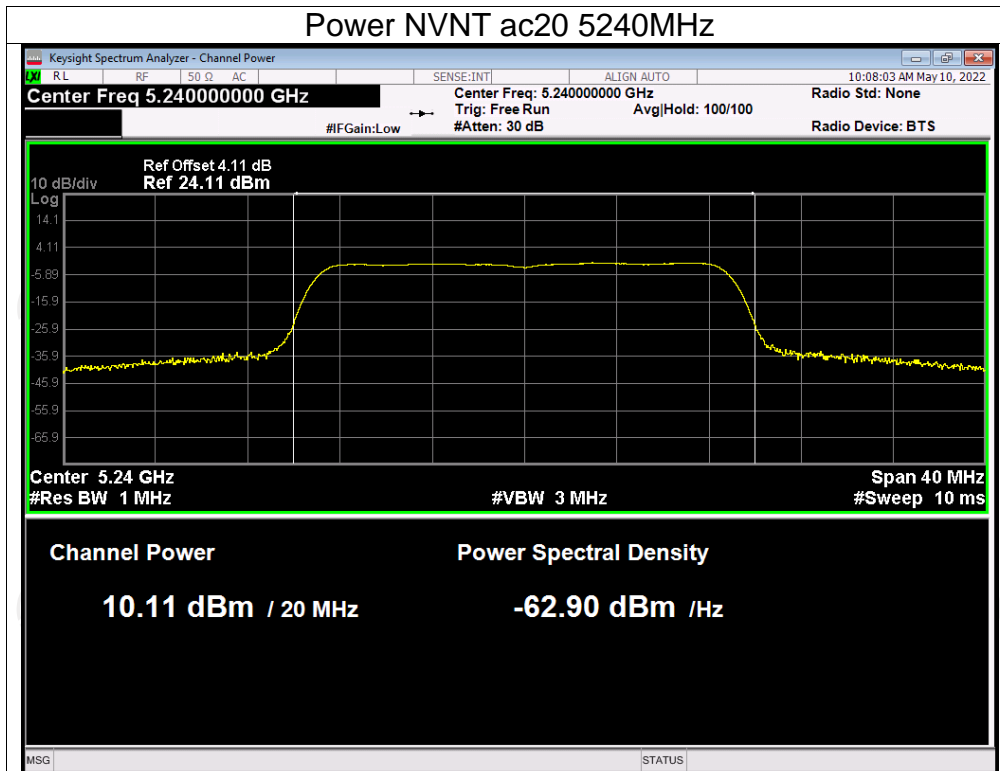 Power NVNT ac20 5240MHz
Keysight Spectrum Analyzer - Channel Power
LXI RL RF 50 Ω AC SENSE:INT ALIGN AUTO 10:08:03 AM May 10, 2022
Center Freq 5.240000000 GHz Center Freq: 5.240000000 GHz Radio Std: None
Trig: Free Run Avg|Hold: 100/100
#IFGain:Low #Atten: 30 dB Radio Device: BTS
Ref Offset 4.11 dB
10 dB/div Ref 24.11 dBm
Log
14.1
4.11
-5.89
-15.9
-25.9
-35.9
-45.9
-55.9
-65.9
Center 5.24 GHz Span 40 MHz
#Res BW 1 MHz #VBW 3 MHz #Sweep 10 ms
Channel Power Power Spectral Density
10.11 dBm / 20 MHz -62.90 dBm /Hz
MSG STATUS